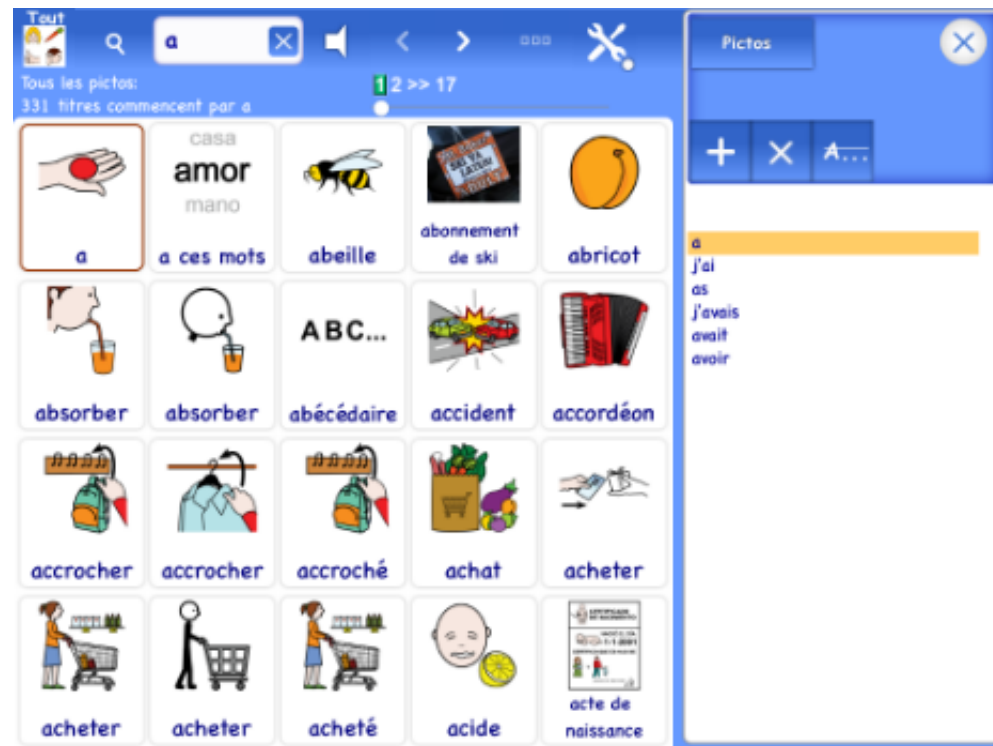 Tout
a
Pictos
Tous les pictos:
1 2 >> 17
331 titres commencent par a
A...
casa
amor
mano
a
a ces mots
abeille
abonnement
de ski
abricot
a
j'ai
as
j'avais
avait
avoir
ABC...
absorber
absorber
abécédaire
accident
accordéon
accrocher
accrocher
accroché
achat
acheter
acheter
acheter
acheté
acide
acte de
naissance